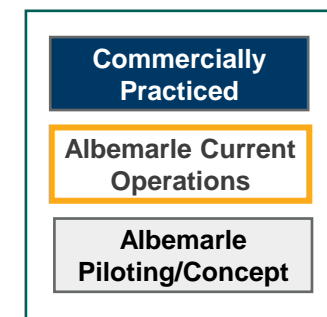 Commercially
Practiced
Albemarle Current
Operations
Albemarle
Piloting/Concept